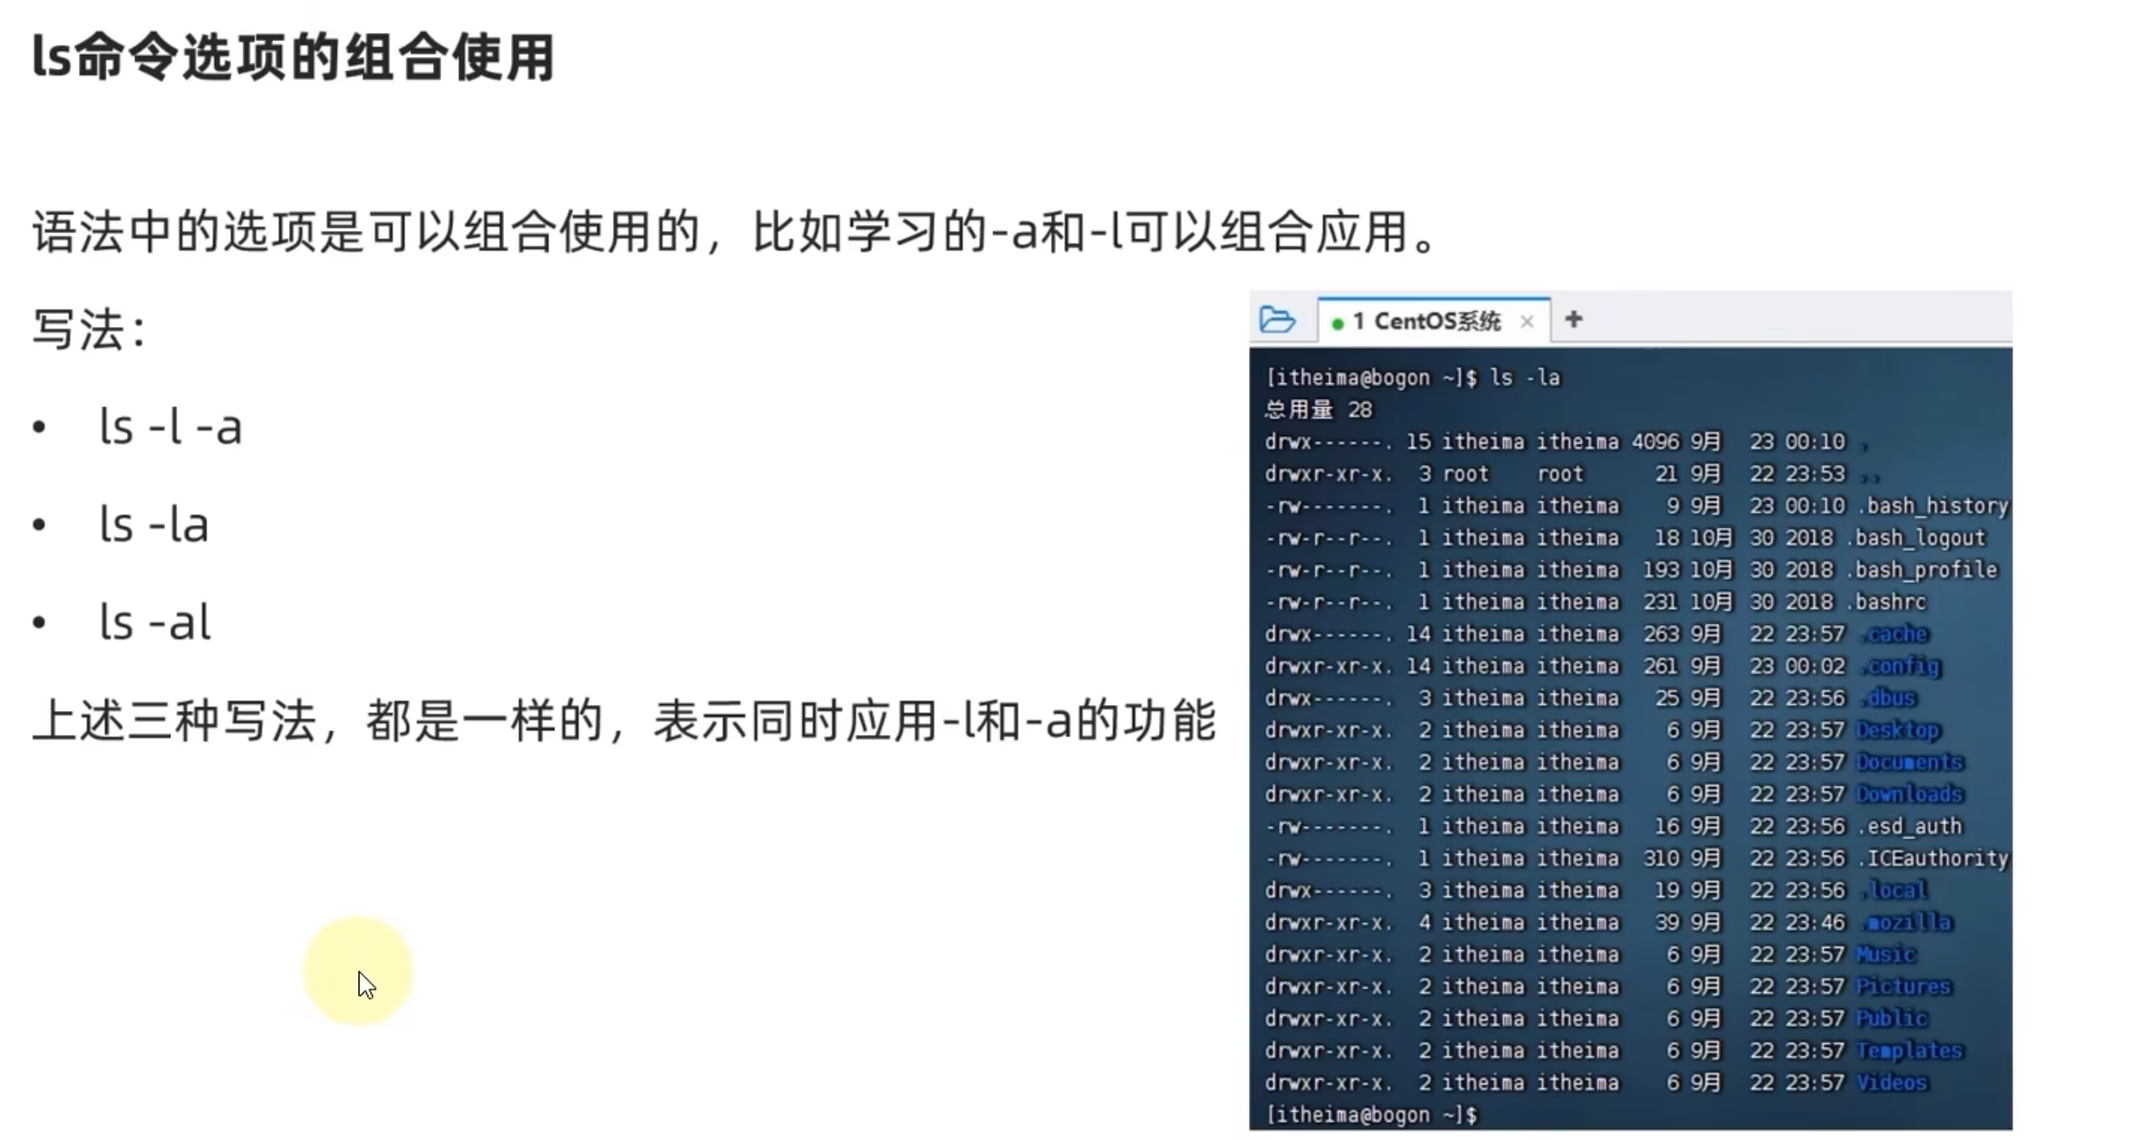 ls命令选项的组合使用
语法中的选项是可以组合使用的，比如学习的-a和-l可以组合应用。
写法：
• ls -l -a
• ls -la
• ls -al
上述三种写法，都是一样的，表示同时应用-l和-a的功能
1 CentOS系统 × +
[itheima@bogon ~]$ ls -la
总用量 28
drwx------. 15 itheima itheima 4096 9月  23 00:10 .
drwxr-xr-x.  3 root    root      21 9月  22 23:53 ..
-rw-------.  1 itheima itheima    9 9月  23 00:10 .bash_history
-rw-r--r--.  1 itheima itheima   18 10月 30 2018 .bash_logout
-rw-r--r--.  1 itheima itheima  193 10月 30 2018 .bash_profile
-rw-r--r--.  1 itheima itheima  231 10月 30 2018 .bashrc
drwx------. 14 itheima itheima  263 9月  22 23:57 .cache
drwxr-xr-x. 14 itheima itheima  261 9月  23 00:02 .config
drwx------.  3 itheima itheima   25 9月  22 23:56 .dbus
drwxr-xr-x.  2 itheima itheima    6 9月  22 23:57 Desktop
drwxr-xr-x.  2 itheima itheima    6 9月  22 23:57 Documents
drwxr-xr-x.  2 itheima itheima    6 9月  22 23:57 Downloads
-rw-------.  1 itheima itheima   16 9月  22 23:56 .esd_auth
-rw-------.  1 itheima itheima  310 9月  22 23:56 .ICEauthority
drwx------.  3 itheima itheima   19 9月  22 23:56 .local
drwxr-xr-x.  4 itheima itheima   39 9月  22 23:46 .mozilla
drwxr-xr-x.  2 itheima itheima    6 9月  22 23:57 Music
drwxr-xr-x.  2 itheima itheima    6 9月  22 23:57 Pictures
drwxr-xr-x.  2 itheima itheima    6 9月  22 23:57 Public
drwxr-xr-x.  2 itheima itheima    6 9月  22 23:57 Templates
drwxr-xr-x.  2 itheima itheima    6 9月  22 23:57 Videos
[itheima@bogon ~]$